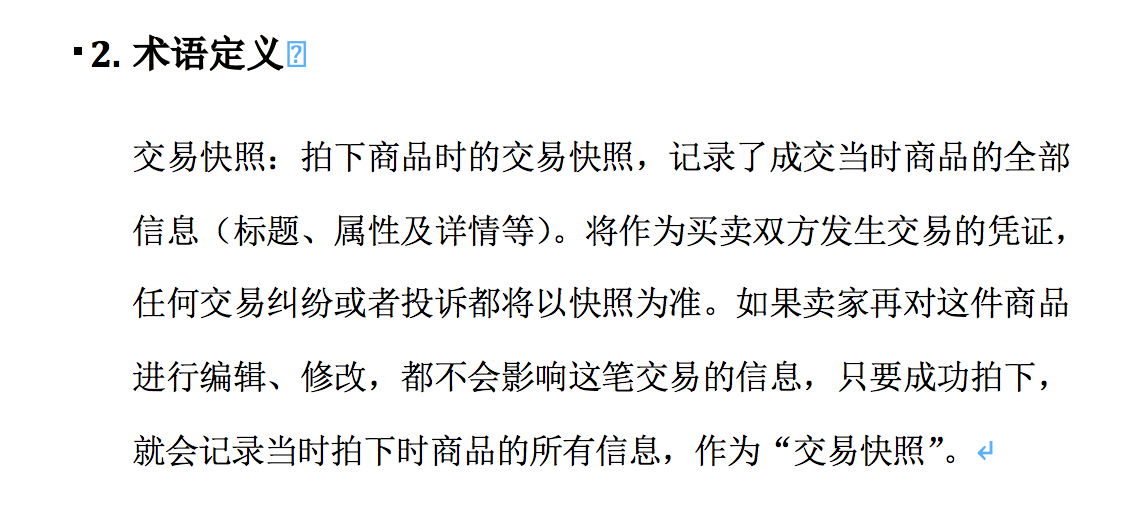 2. 术语定义
交易快照：拍下商品时的交易快照，记录了成交当时商品的全部
信息（标题、属性及详情等）。将作为买卖双方发生交易的凭证，
任何交易纠纷或者投诉都将以快照为准。如果卖家再对这件商品
进行编辑、修改，都不会影响这笔交易的信息，只要成功拍下，
就会记录当时拍下时商品的所有信息，作为“交易快照”。